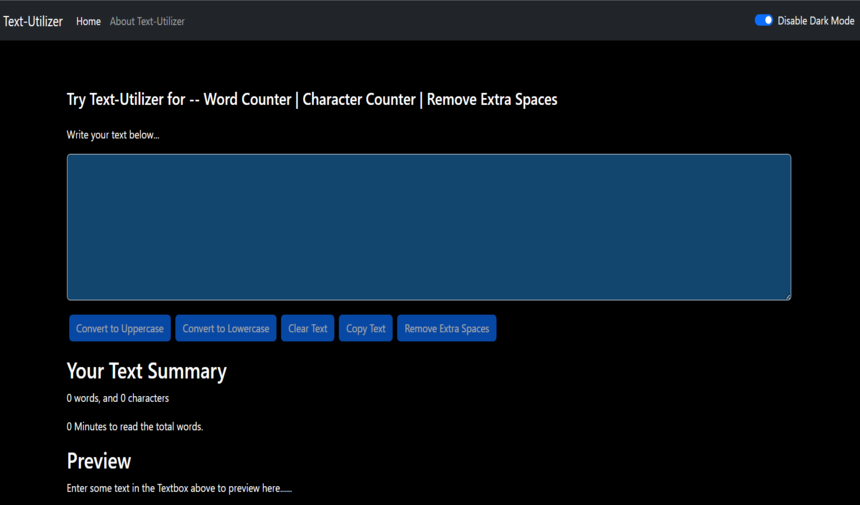 Text-Utilizer Home About Text-Utilizer Disable Dark Mode
Try Text-Utilizer for -- Word Counter | Character Counter | Remove Extra Spaces
Write your text below...
Convert to Uppercase Convert to Lowercase Clear Text Copy Text Remove Extra Spaces
Your Text Summary
0 words, and 0 characters
0 Minutes to read the total words.
Preview
Enter some text in the Textbox above to preview here......